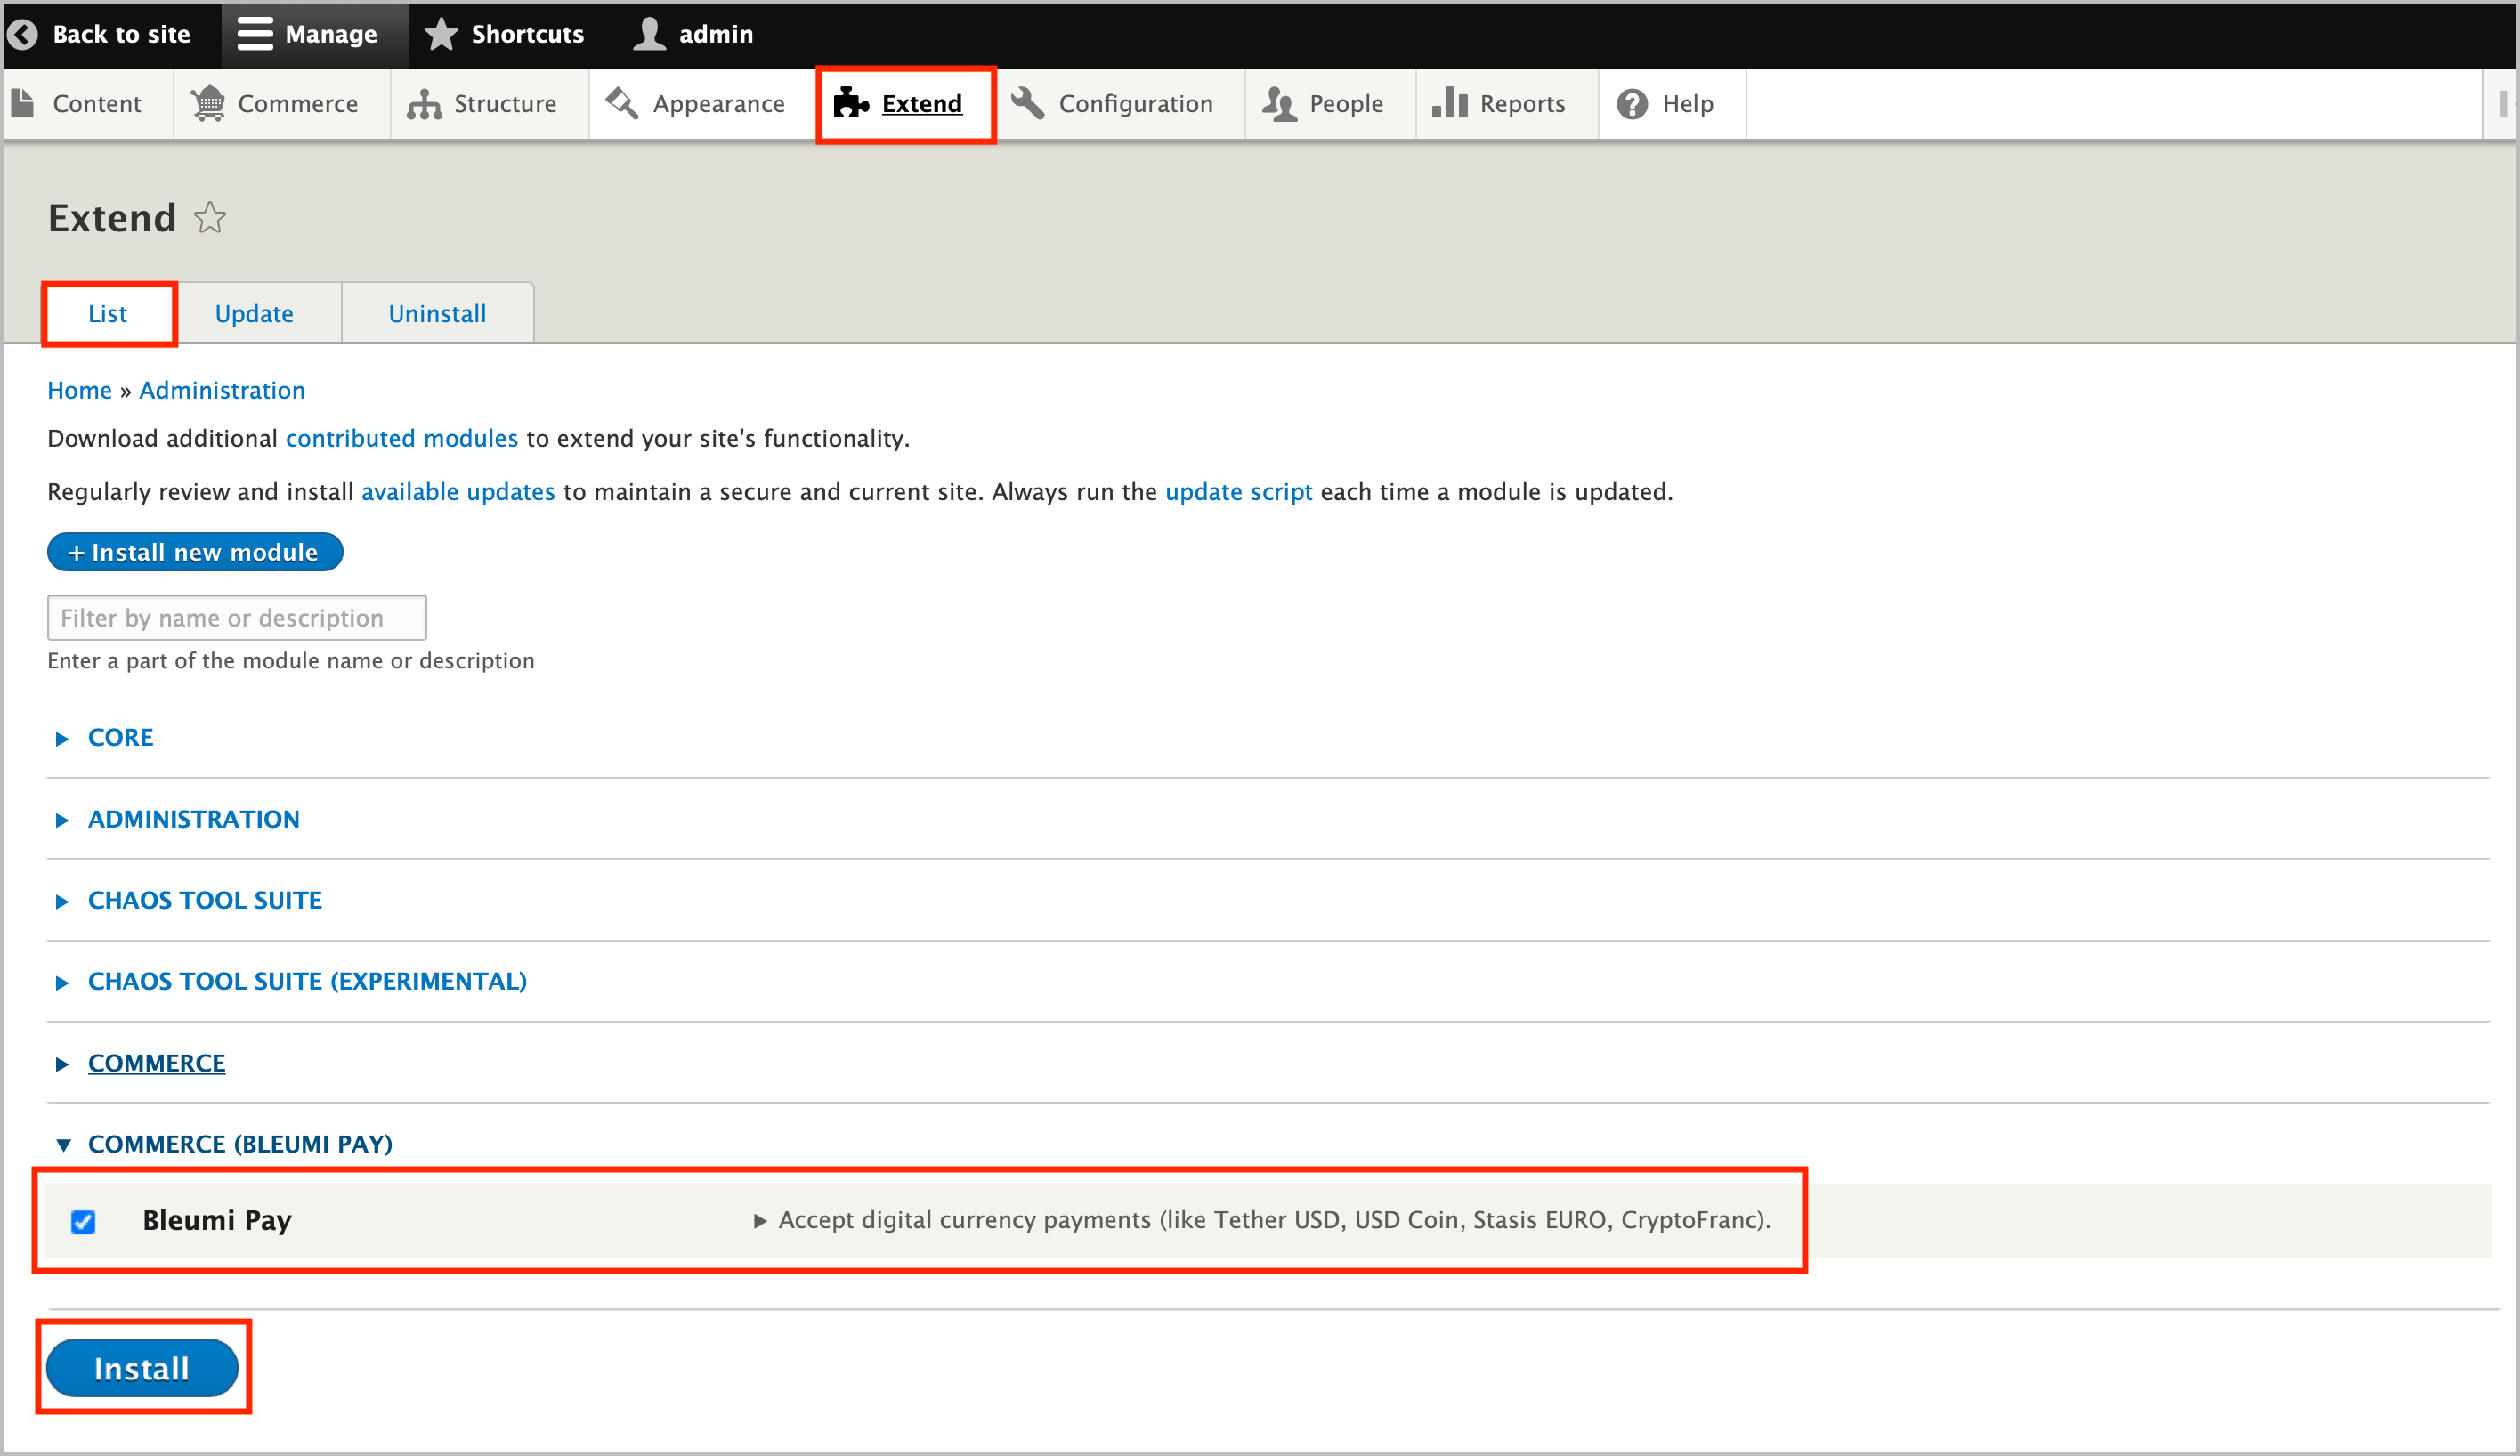 Back to site Manage Shortcuts admin
Content Commerce Structure Appearance Extend Configuration People Reports Help
Extend
List Update Uninstall
Home » Administration
Download additional contributed modules to extend your site's functionality.
Regularly review and install available updates to maintain a secure and current site. Always run the update script each time a module is updated.
+ Install new module
Filter by name or description
Enter a part of the module name or description
CORE
ADMINISTRATION
CHAOS TOOL SUITE
CHAOS TOOL SUITE (EXPERIMENTAL)
COMMERCE
COMMERCE (BLEUMI PAY)
Bleumi Pay Accept digital currency payments (like Tether USD, USD Coin, Stasis EURO, CryptoFranc).
Install